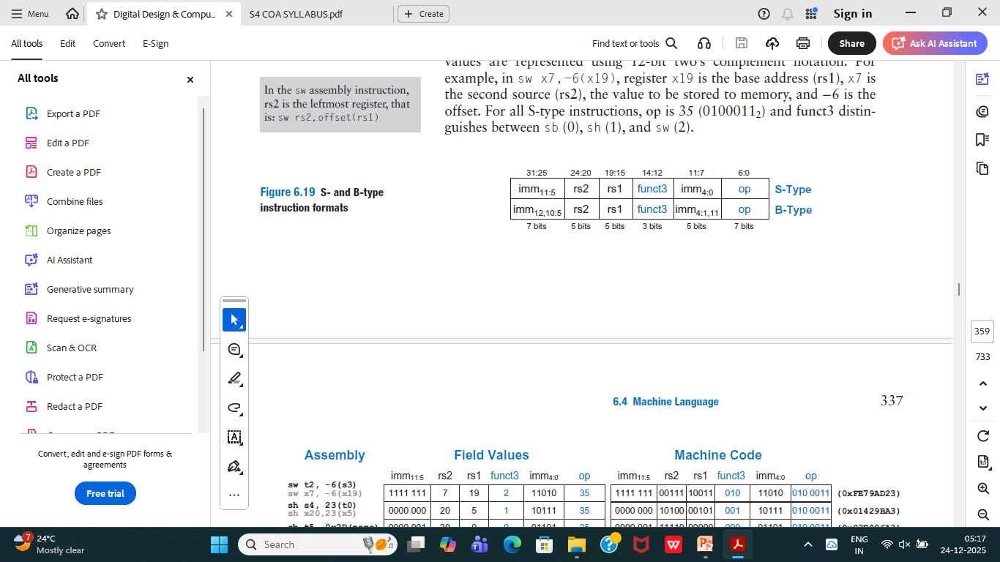 Menu
Digital Design & Compu...
S4 COA SYLLABUS.pdf
Create
Sign in
All tools
Edit
Convert
E-Sign
Find text or tools
Share
Ask AI Assistant
All tools
Export a PDF
Edit a PDF
Create a PDF
Combine files
Organize pages
AI Assistant
Generative summary
Request e-signatures
Scan & OCR
Protect a PDF
Redact a PDF
Convert, edit and e-sign PDF forms &
agreements
Free trial
values are represented using 12-bit two's complement notation. For
example, in sw x7,−6(x19), register x19 is the base address (rs1), x7 is
the second source (rs2), the value to be stored to memory, and −6 is the
offset. For all S-type instructions, op is 35 (0100011₂) and funct3 distin-
guishes between sb (0), sh (1), and sw (2).
In the sw assembly instruction,
rs2 is the leftmost register, that
is: sw rs2,offset(rs1)
Figure 6.19 S- and B-type
instruction formats
31:25 24:20 19:15 14:12 11:7 6:0
imm11:5 rs2 rs1 funct3 imm4:0 op S-Type
imm12,10:5 rs2 rs1 funct3 imm4:1,11 op B-Type
7 bits 5 bits 5 bits 3 bits 5 bits 7 bits
6.4 Machine Language 337
Assembly Field Values Machine Code
imm11:5 rs2 rs1 funct3 imm4:0 op imm11:5 rs2 rs1 funct3 imm4:0 op
sw t2, -6(s3)
sw x7, -6(x19)
1111 111 7 19 2 11010 35 1111 111 00111 10011 010 11010 010 0011 (0xFE79AD23)
sh s4, 23(t0)
sh x20,23(x5)
0000 000 20 5 1 10111 35 0000 000 10100 00101 001 10111 010 0011 (0x01429BA3)
359
733
1:1
7
24°C
Mostly clear
Search
ENG
IN
05:17
24-12-2025